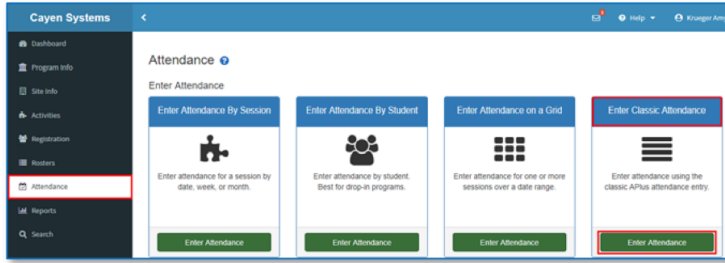 Cayen Systems
Help
Krueger Am
Dashboard
Program Info
Site Info
Activities
Registration
Rosters
Attendance
Reports
Search
Attendance
Enter Attendance
Enter Attendance By Session
Enter attendance for a session by
date, week, or month.
Enter Attendance
Enter Attendance By Student
Enter attendance by student.
Best for drop-in programs.
Enter Attendance
Enter Attendance on a Grid
Enter attendance for one or more
sessions over a date range.
Enter Attendance
Enter Classic Attendance
Enter attendance using the
classic APlus attendance entry.
Enter Attendance